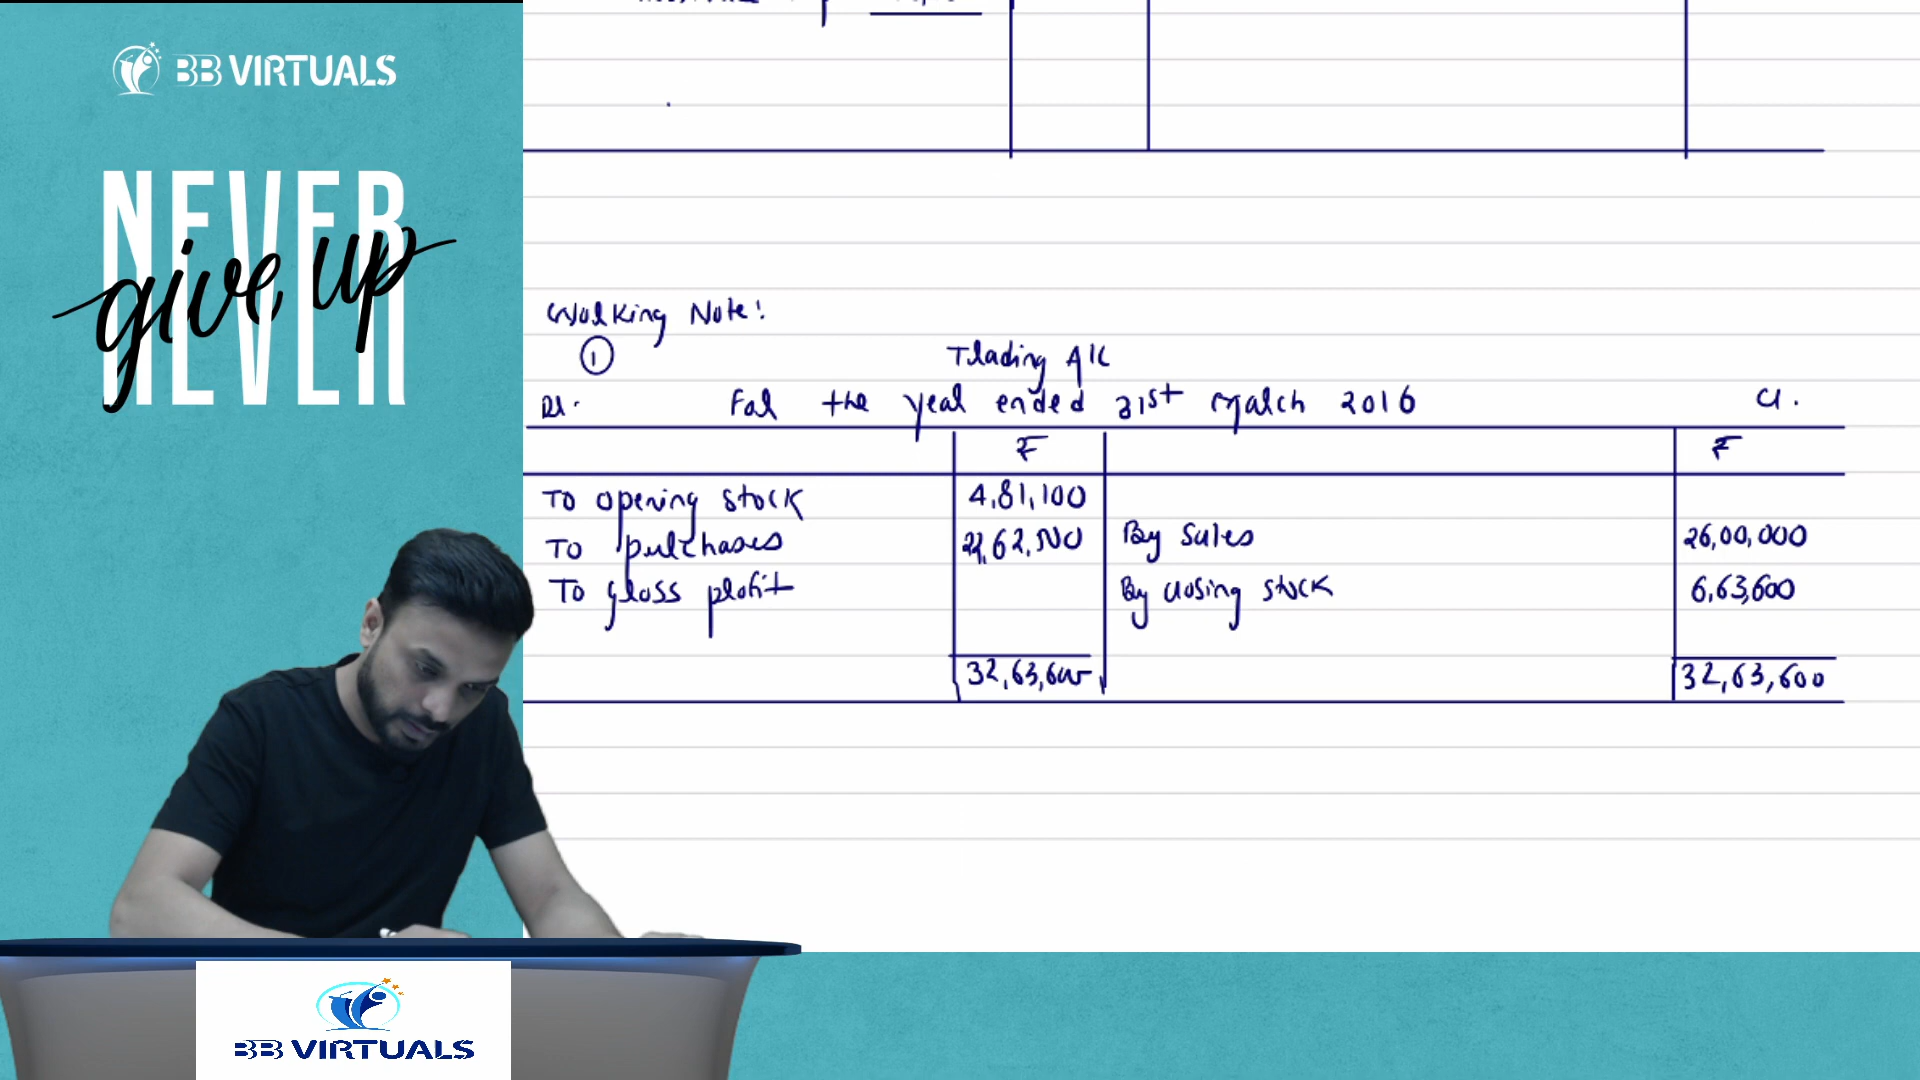 BB VIRTUALS
NEVER
give up
NEVER
Working Note:
1
Trading A/c
Dr. For the year ended 31st March 2016 Cr.
₹ ₹
To opening stock 4,81,100
To purchases 22,62,500 By Sales 26,00,000
To gross profit By closing stock 6,63,600
32,63,600 32,63,600
BB VIRTUALS